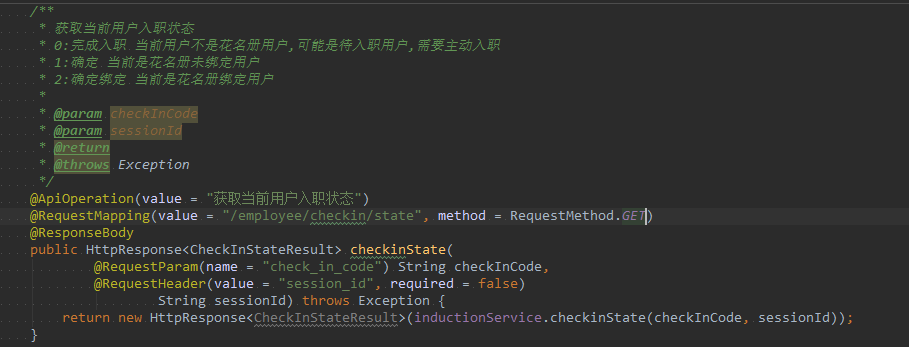 /**
 * 获取当前用户入职状态
 * 0:完成入职 当前用户不是花名册用户,可能是待入职用户,需要主动入职
 * 1:确定 当前是花名册未绑定用户
 * 2:确定绑定 当前是花名册绑定用户
 *
 * @param checkInCode
 * @param sessionId
 * @return
 * @throws Exception
 */
@ApiOperation(value = "获取当前用户入职状态")
@RequestMapping(value = "/employee/checkin/state", method = RequestMethod.GET)
@ResponseBody
public HttpResponse<CheckInStateResult> checkinState(
        @RequestParam(name = "check_in_code") String checkInCode,
        @RequestHeader(value = "session_id", required = false)
                String sessionId) throws Exception {
    return new HttpResponse<CheckInStateResult>(inductionService.checkinState(checkInCode, sessionId));
}